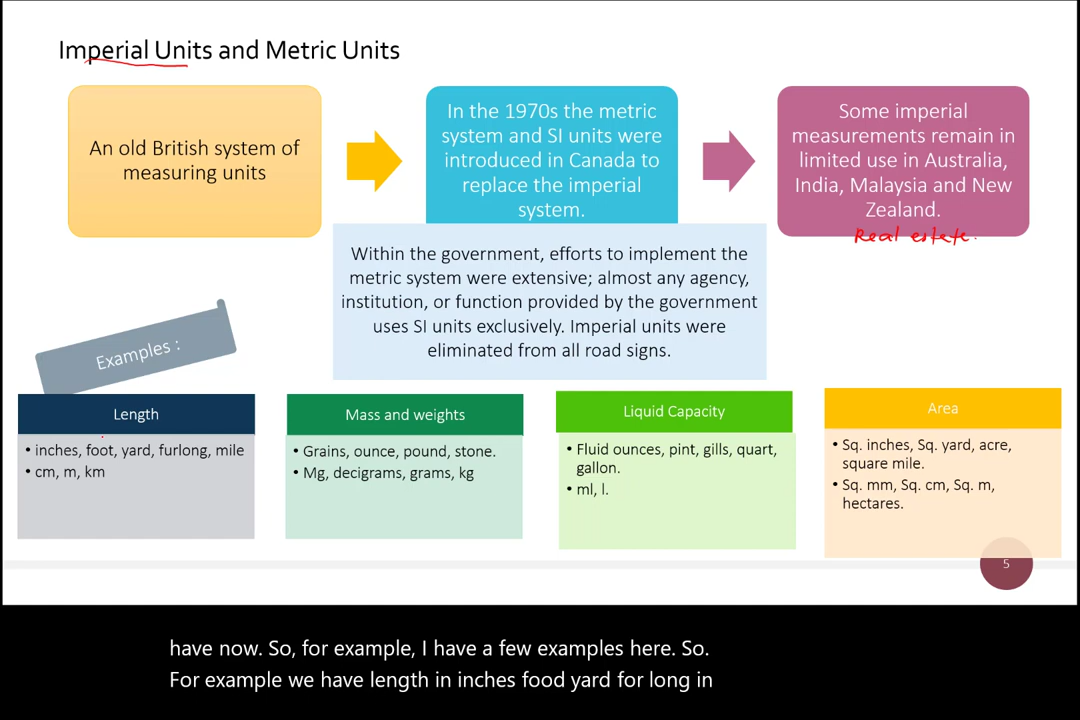 Imperial Units and Metric Units
An old British system of
measuring units
In the 1970s the metric
system and SI units were
introduced in Canada to
replace the imperial
system.
Some imperial
measurements remain in
limited use in Australia,
India, Malaysia and New
Zealand.
Real estate.
Within the government, efforts to implement the
metric system were extensive; almost any agency,
institution, or function provided by the government
uses SI units exclusively. Imperial units were
eliminated from all road signs.
Examples :
Length
• inches, foot, yard, furlong, mile
• cm, m, km
Mass and weights
• Grains, ounce, pound, stone.
• Mg, decigrams, grams, kg
Liquid Capacity
• Fluid ounces, pint, gills, quart,
gallon.
• ml, l.
Area
• Sq. inches, Sq. yard, acre,
square mile.
• Sq. mm, Sq. cm, Sq. m,
hectares.
5
have now. So, for example, I have a few examples here. So.
For example we have length in inches food yard for long in